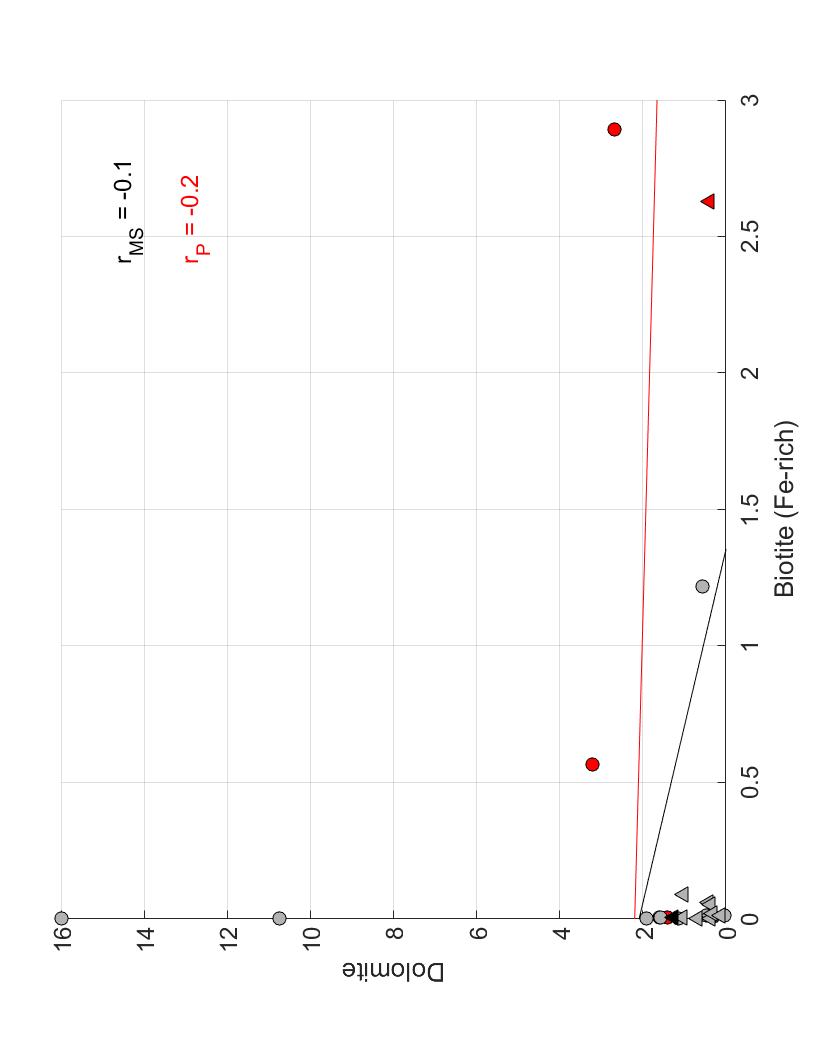 16
14
12
10
8
6
4
2
0
Dolomite
r_MS = -0.1
r_P = -0.2
0 0.5 1 1.5 2 2.5 3
Biotite (Fe-rich)